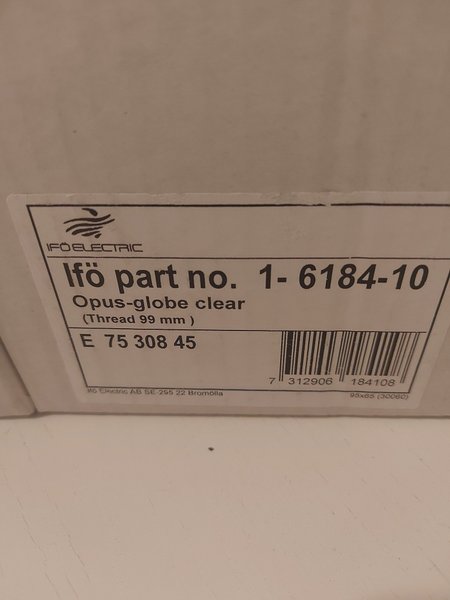 IFÖ ELECTRIC
Ifö part no. 1- 6184-10
Opus-globe clear
(Thread 99 mm )
E 75 308 45
7 312906 184108
Ifö Electric AB SE-295 22 Bromölla
95x65 (30060)